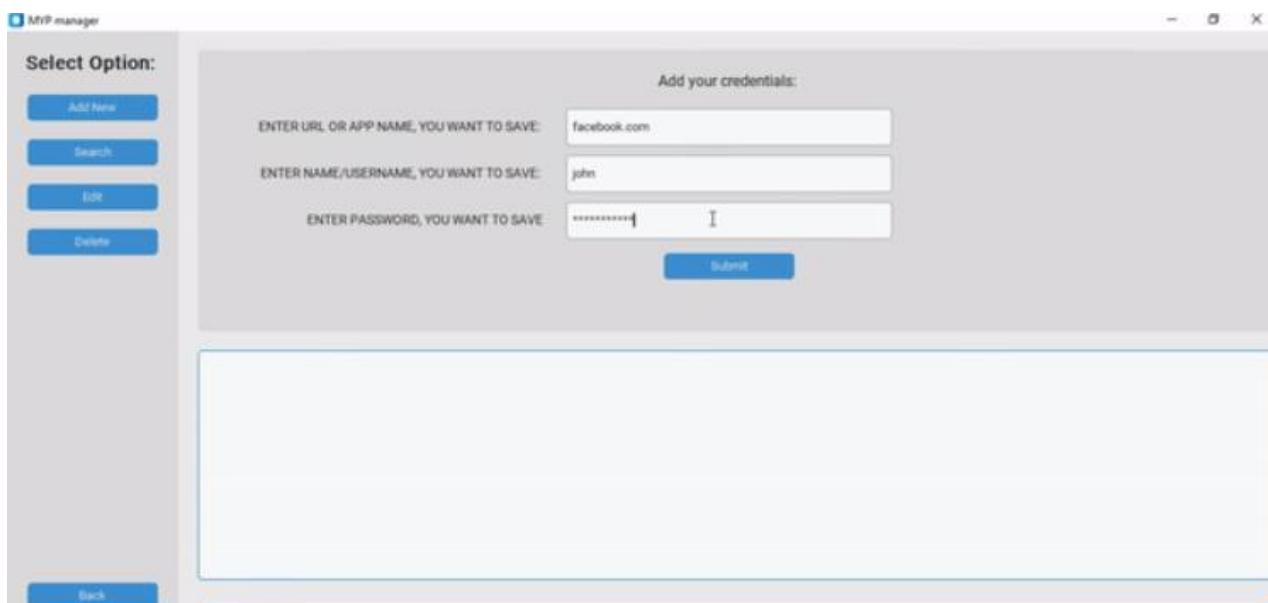 MYP manager
Select Option:
Add New
Search
Edit
Delete
Back
Add your credentials:
ENTER URL OR APP NAME, YOU WANT TO SAVE:
facebook.com
ENTER NAME/USERNAME, YOU WANT TO SAVE:
john
ENTER PASSWORD, YOU WANT TO SAVE
***********
Submit